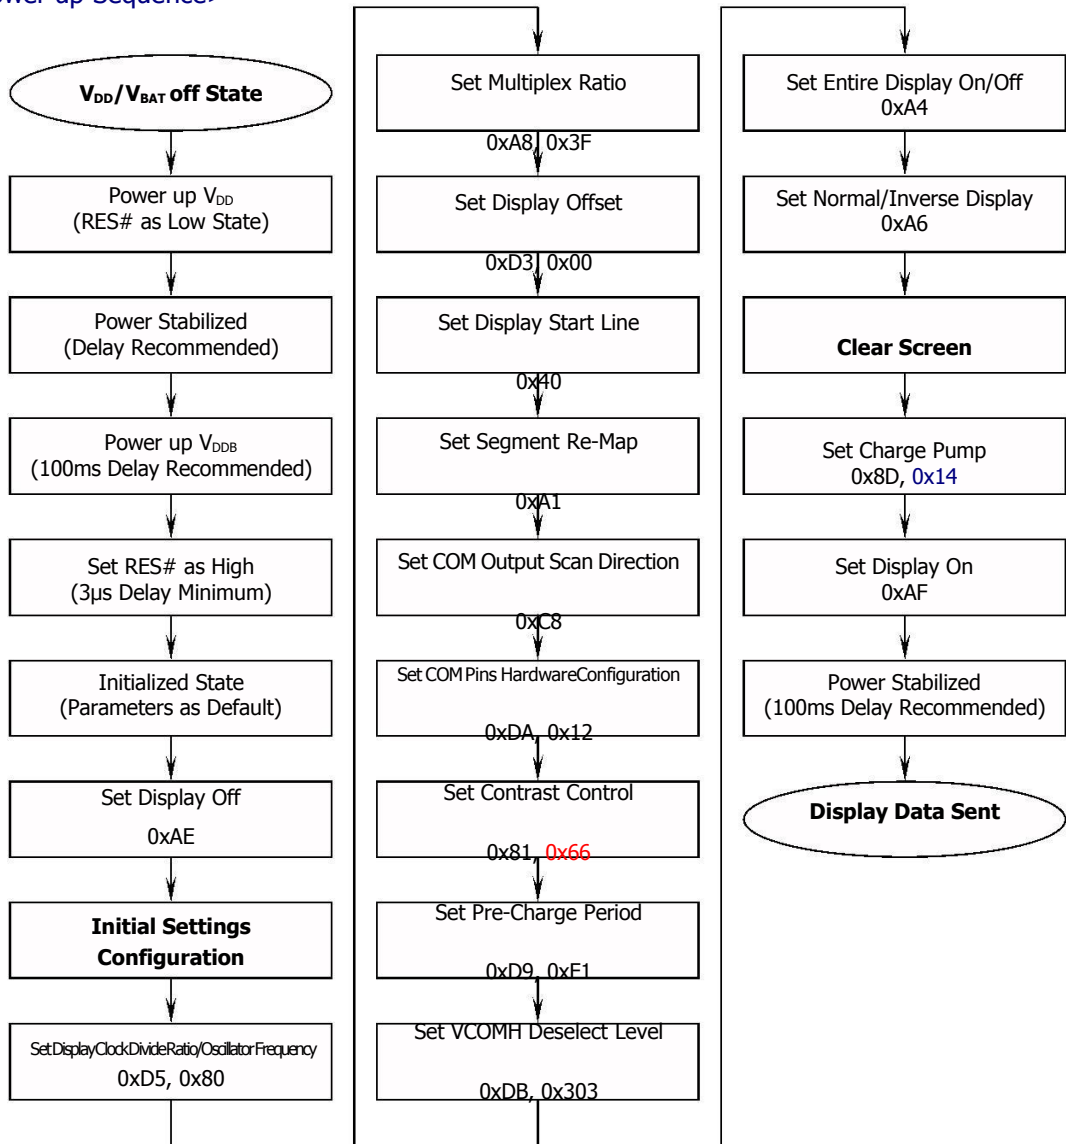 ower up Sequence>
VDD/VBAT off State
Power up VDD
(RES# as Low State)
Power Stabilized
(Delay Recommended)
Power up VDDB
(100ms Delay Recommended)
Set RES# as High
(3µs Delay Minimum)
Initialized State
(Parameters as Default)
Set Display Off
0xAE
Initial Settings
Configuration
Set Display Clock Divide Ratio/Oscillator Frequency
0xD5, 0x80
Set Multiplex Ratio
0xA8, 0x3F
Set Display Offset
0xD3, 0x00
Set Display Start Line
0x40
Set Segment Re-Map
0xA1
Set COM Output Scan Direction
0xC8
Set COM Pins Hardware Configuration
0xDA, 0x12
Set Contrast Control
0x81, 0x66
Set Pre-Charge Period
0xD9, 0xF1
Set VCOMH Deselect Level
0xDB, 0x303
Set Entire Display On/Off
0xA4
Set Normal/Inverse Display
0xA6
Clear Screen
Set Charge Pump
0x8D, 0x14
Set Display On
0xAF
Power Stabilized
(100ms Delay Recommended)
Display Data Sent